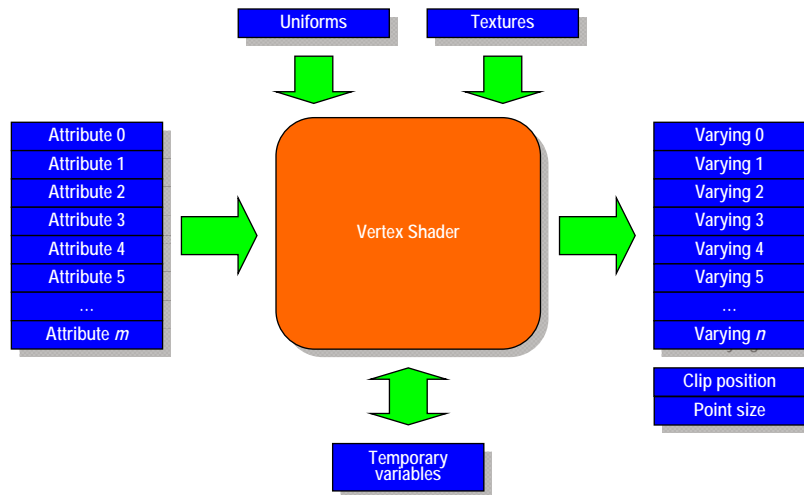 Uniforms
Textures
Attribute 0
Attribute 1
Attribute 2
Attribute 3
Attribute 4
Attribute 5
...
Attribute m
Vertex Shader
Varying 0
Varying 1
Varying 2
Varying 3
Varying 4
Varying 5
...
Varying n
Clip position
Point size
Temporary
variables